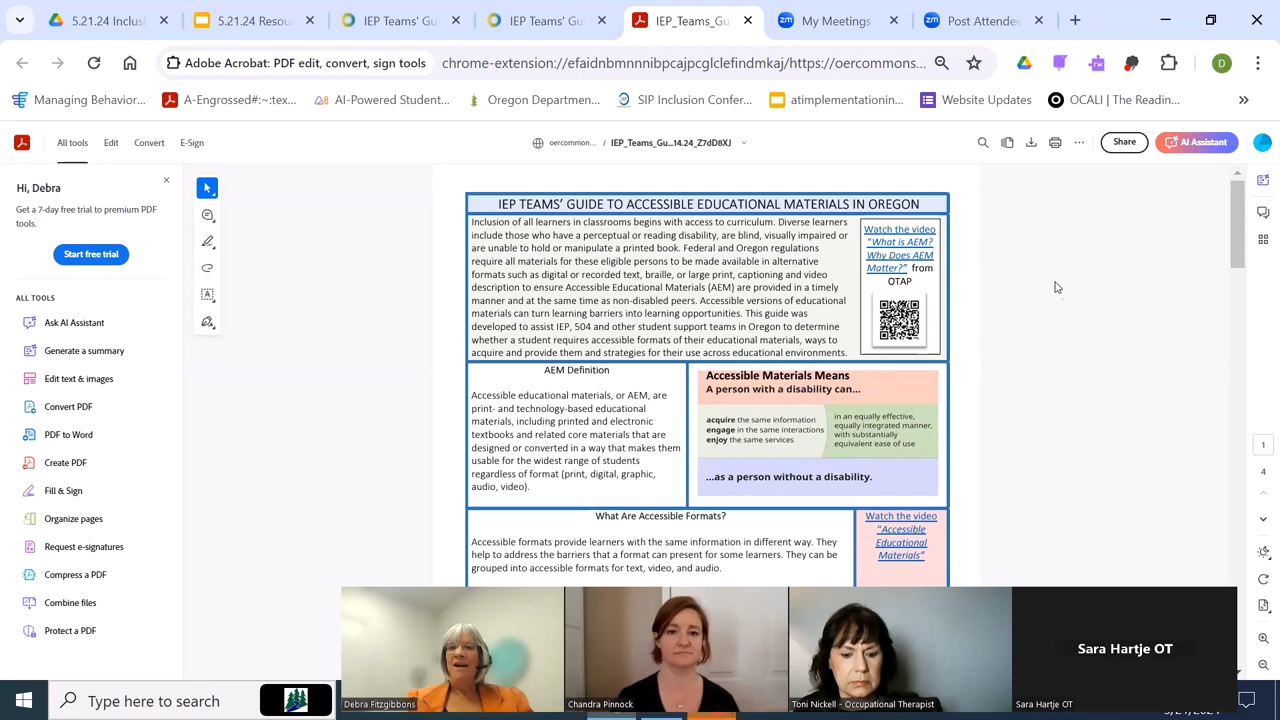 5.21.24 Inclus
5.21.24 Resou
IEP Teams' Gu
IEP Teams' Gu
IEP_Teams_Gu
My Meetings
Post Attendee
Adobe Acrobat: PDF edit, convert, sign tools
chrome-extension://efaidnbmnnnibpcajpcglclefindmkaj/https://oercommons.
D
Managing Behavior...
A-Engrossed#:~:tex...
AI-Powered Student...
Oregon Departmen...
SIP Inclusion Confer...
atimplementationin...
Website Updates
OCALI | The Readin...
All tools
Edit
Convert
E-Sign
oercommon... / IEP_Teams_Gu...14.24_Z7dD8XJ
Share
AI Assistant
Hi, Debra
Get a 7-day free trial to premium PDF
tools.
Start free trial
ALL TOOLS
Ask AI Assistant
Generate a summary
Edit text & images
Convert PDF
PDF to Word
Create PDF
Fill & Sign
Organize pages
Request e-signatures
Compress a PDF
Combine files
Protect a PDF
IEP TEAMS' GUIDE TO ACCESSIBLE EDUCATIONAL MATERIALS IN OREGON
Inclusion of all learners in classrooms begins with access to curriculum. Diverse learners
include those who have a perceptual or reading disability, are blind, visually impaired or
are unable to hold or manipulate a printed book. Federal and Oregon regulations
require all materials for these eligible persons to be made available in alternative
formats such as digital or recorded text, braille, or large print, captioning and video
description to ensure Accessible Educational Materials (AEM) are provided in a timely
manner and at the same time as non-disabled peers. Accessible versions of educational
materials can turn learning barriers into learning opportunities. This guide was
developed to assist IEP, 504 and other student support teams in Oregon to determine
whether a student requires accessible formats of their educational materials, ways to
acquire and provide them and strategies for their use across educational environments.
Watch the video
"What is AEM?
Why Does AEM
Matter?" from
OTAP
AEM Definition
Accessible educational materials, or AEM, are
print- and technology-based educational
materials, including printed and electronic
textbooks and related core materials that are
designed or converted in a way that makes them
usable for the widest range of students
regardless of format (print, digital, graphic,
audio, video).
Accessible Materials Means
A person with a disability can...
acquire the same information
engage in the same interactions
enjoy the same services
in an equally effective,
equally integrated manner,
with substantially
equivalent ease of use
...as a person without a disability.
What Are Accessible Formats?
Accessible formats provide learners with the same information in different way. They
help to address the barriers that a format can present for some learners. They can be
grouped into accessible formats for text, video, and audio.
Watch the video
"Accessible
Educational
Materials"
1
4
Debra Fitzgibbons
Chandra Pinnock
Toni Nickell - Occupational Therapist
Sara Hartje OT
Sara Hartje OT
Type here to search